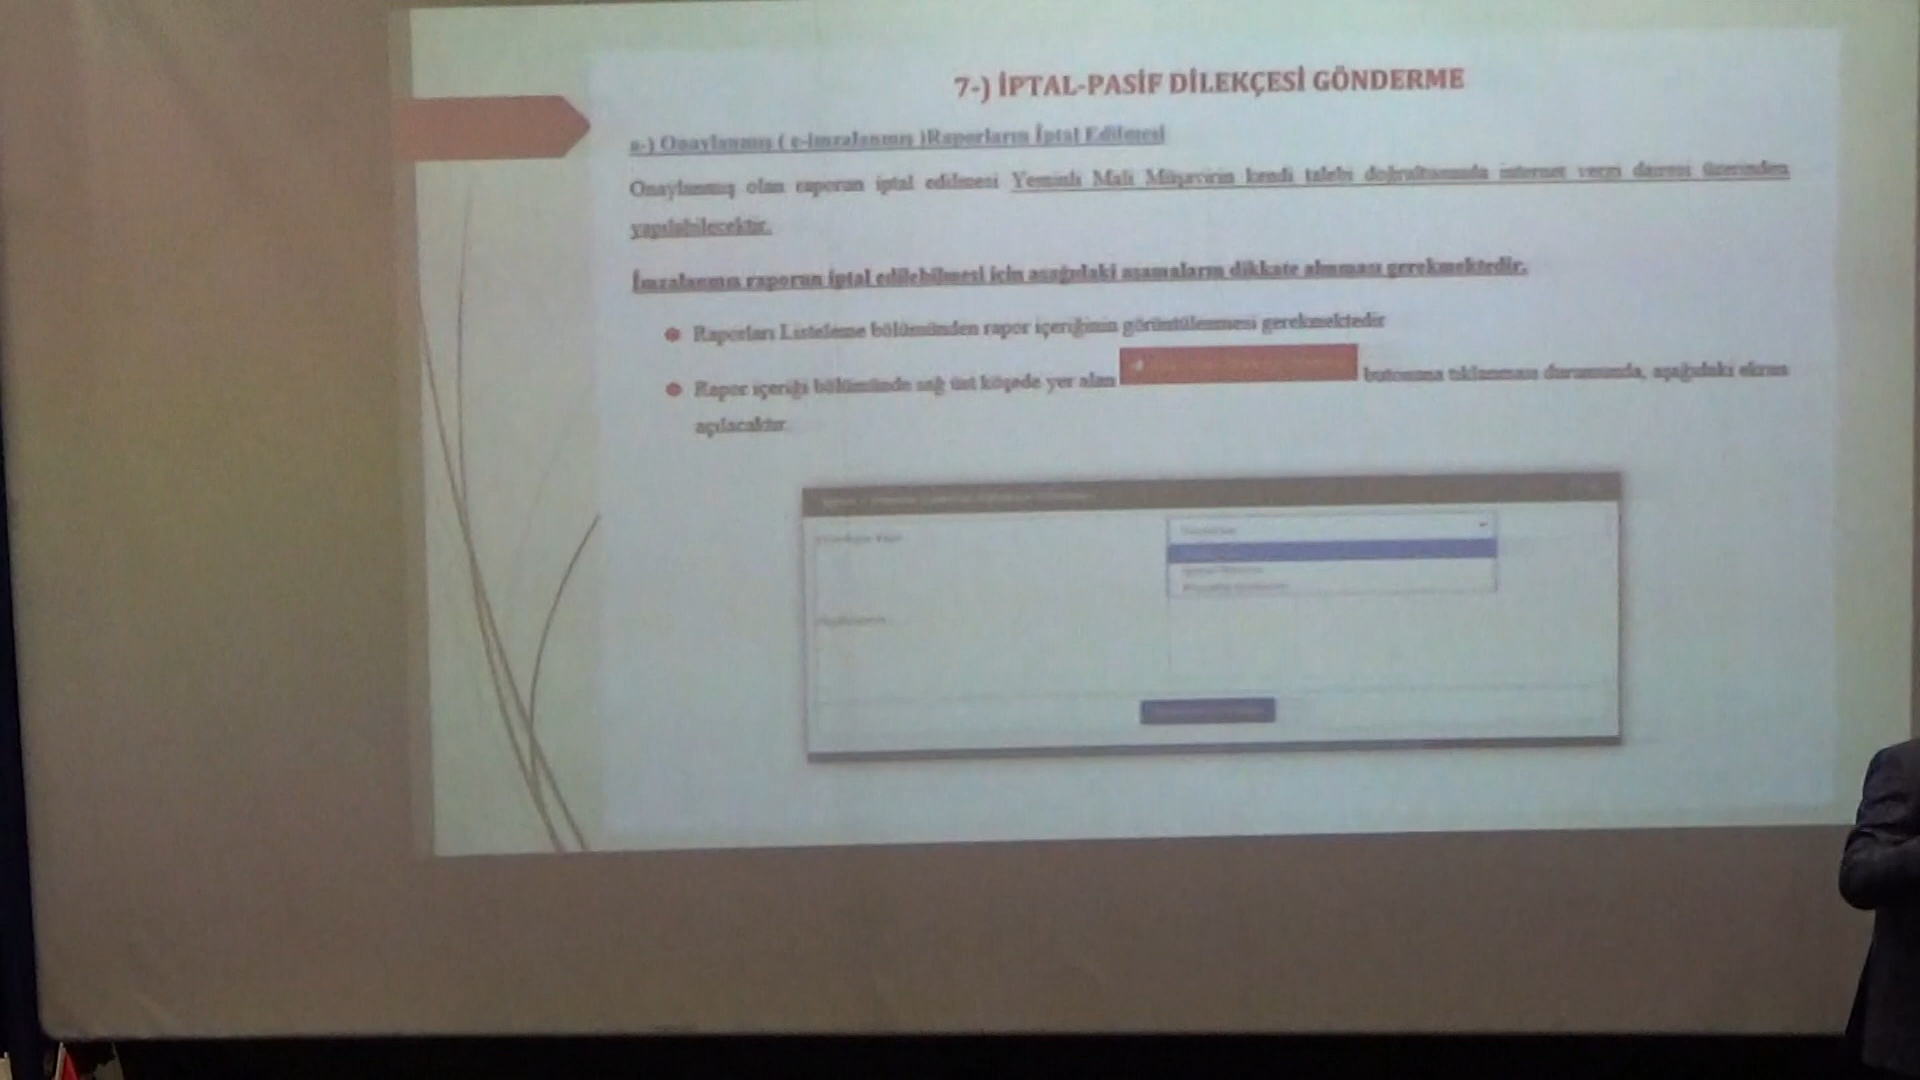 7-) İPTAL-PASİF DİLEKÇESİ GÖNDERME
a-) Onaylanmış ( e-İmzalanmış )Raporların İptal Edilmesi
Onaylanmış olan raporun iptal edilmesi Yeminli Mali Müşavirin kendi talebi doğrultusunda internet vergi dairesi üzerinden
yapılabilecektir.
İmzalanmış raporun iptal edilebilmesi için aşağıdaki aşamaların dikkate alınması gerekmektedir.
Raporları Listeleme bölümünden rapor içeriğinin görüntülenmesi gerekmektedir
Rapor içeriği bölümünde sağ üst köşede yer alan butonuna tıklanması durumunda, aşağıdaki ekran
açılacaktır